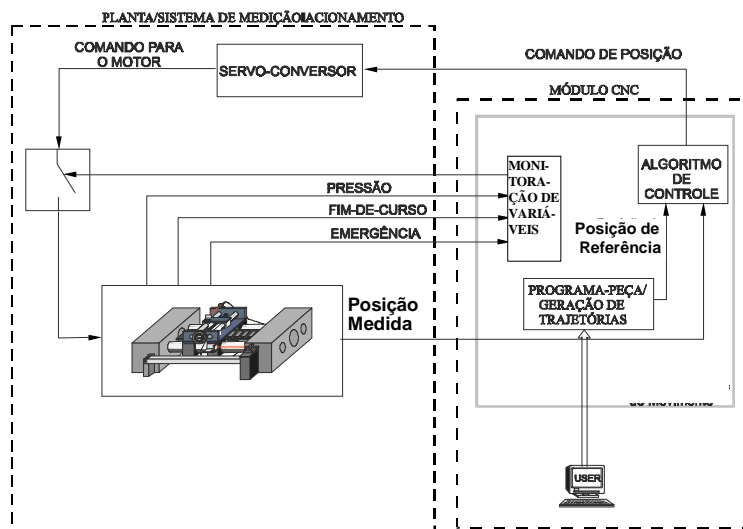 PLANTA/SISTEMA DE MEDIÇÃO/ACIONAMENTO
COMANDO PARA
O MOTOR
SERVO-CONVERSOR
COMANDO DE POSIÇÃO
MÓDULO CNC
MONI-
TORA-
ÇÃO DE
VARIÁ-
VEIS
ALGORITMO
DE
CONTROLE
PRESSÃO
FIM-DE-CURSO
EMERGÊNCIA
Posição de
Referência
PROGRAMA-PEÇA/
GERAÇÃO DE
TRAJETÓRIAS
Posição
Medida
USER